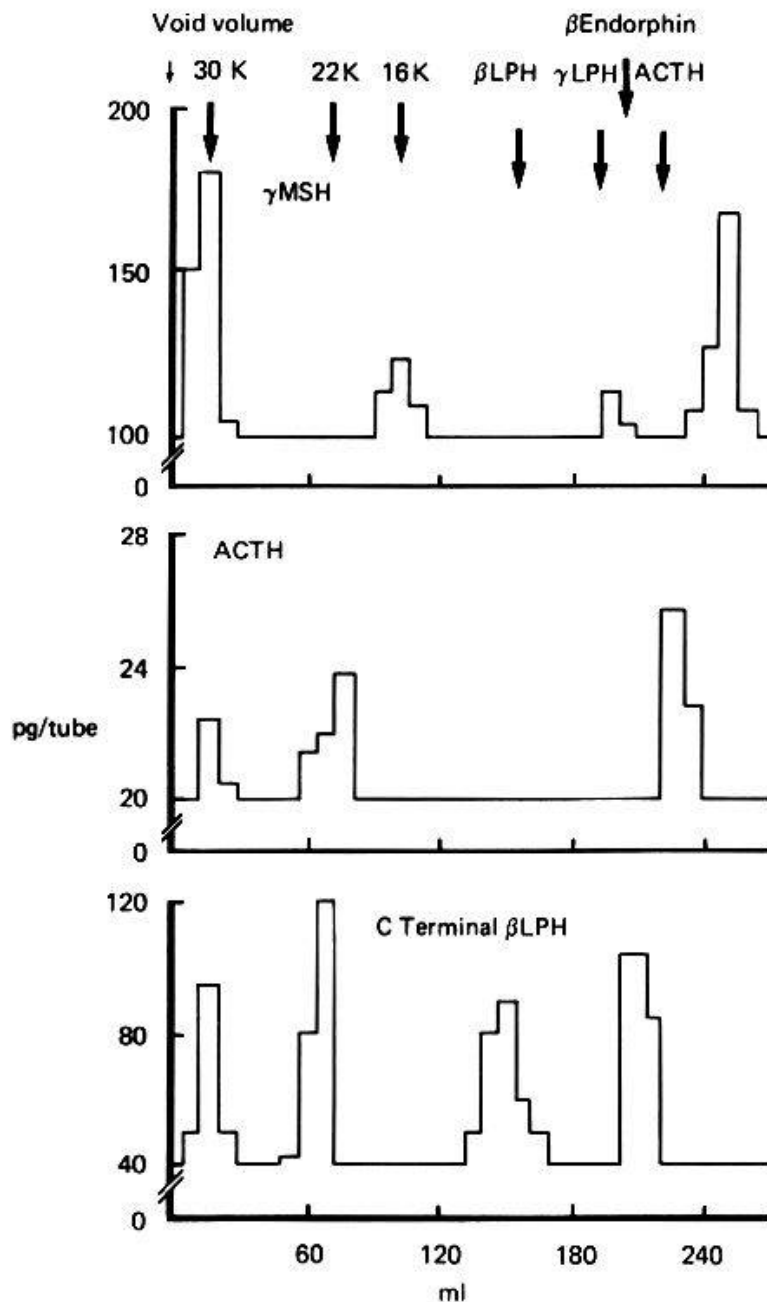 Void volume
βEndorphin
30 K 22K 16K βLPH γLPH ACTH
200
γMSH
150
100
0
28
ACTH
24
pg/tube
20
0
120
C Terminal βLPH
80
40
0
60 120 180 240
ml